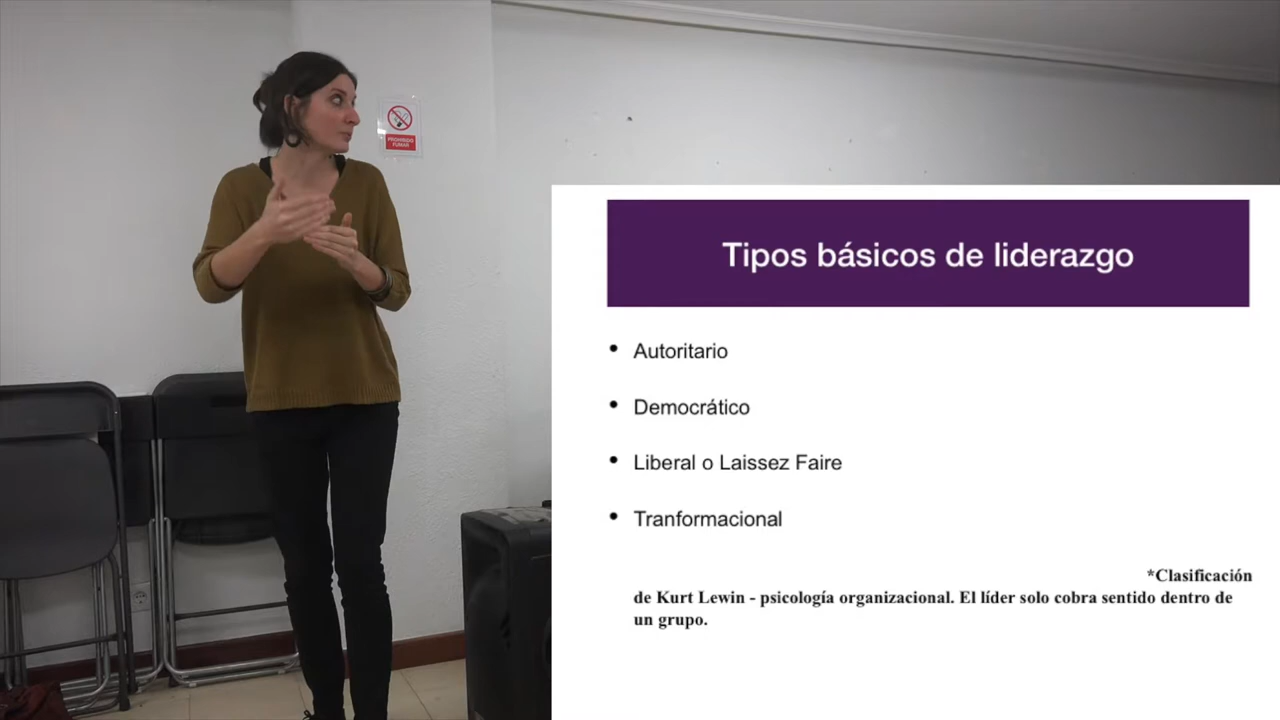 PROHIBIDO
FUMAR
Tipos básicos de liderazgo
• Autoritario
• Democrático
• Liberal o Laissez Faire
• Tranformacional
*Clasificación
de Kurt Lewin - psicología organizacional. El líder solo cobra sentido dentro de
un grupo.